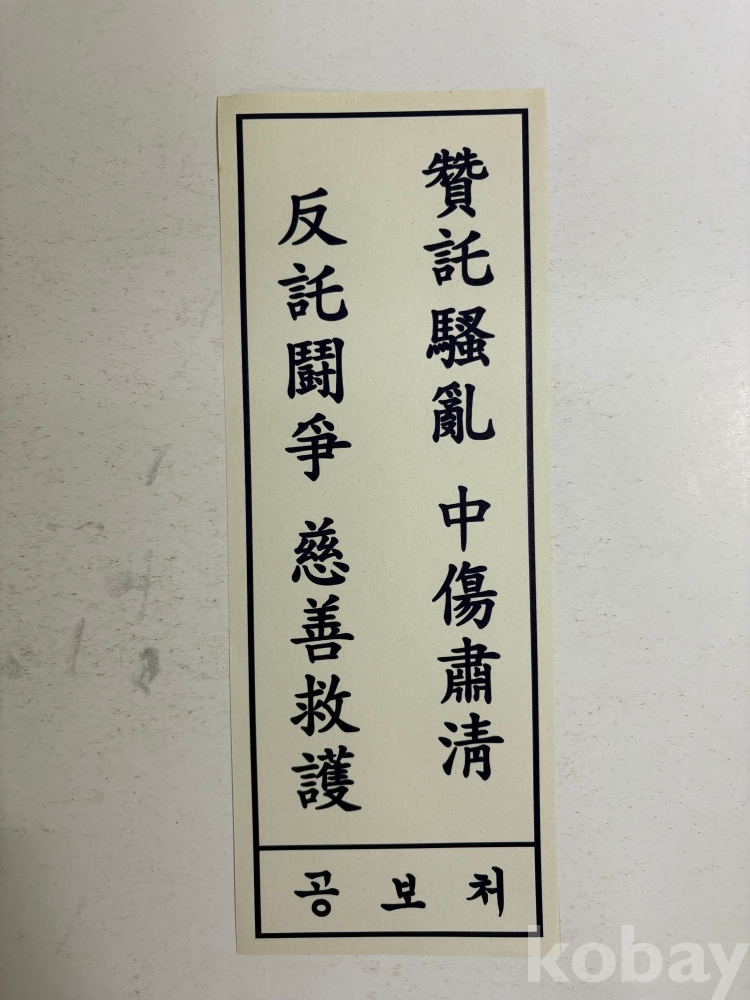 贊託騷亂 中傷肅淸
反託鬪爭 慈善救護
공보처
kobay